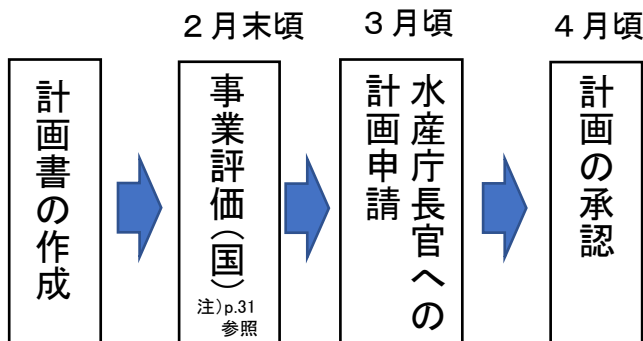 ２月末頃
３月頃
４月頃
計画書の作成
事業評価（国）
注）p.31
参照
水産庁長官への
計画申請
計画の承認